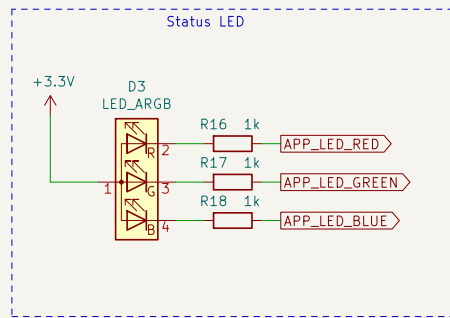 Status LED
+3.3V
D3
LED_ARGB
R16 1k
R 2
APP_LED_RED
R17 1k
1
G 3
APP_LED_GREEN
R18 1k
B 4
APP_LED_BLUE